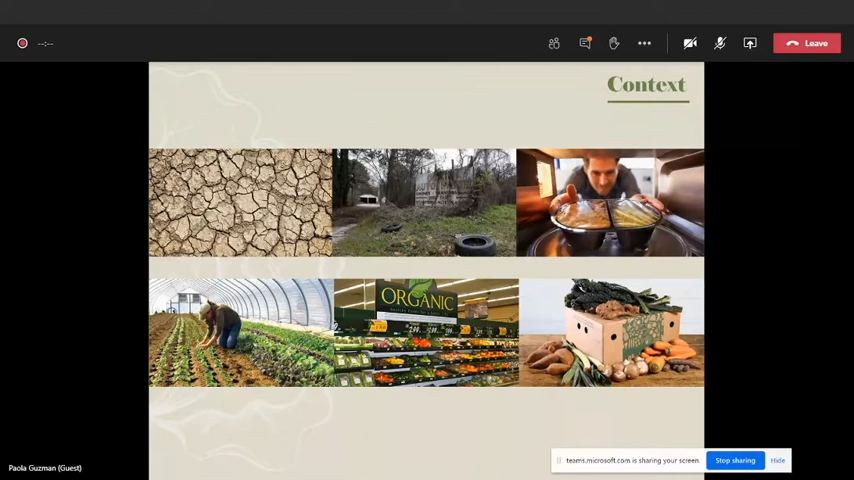 --:--
Leave
Context
ORGANIC
Paola Guzman (Guest)
teams.microsoft.com is sharing your screen.
Stop sharing
Hide